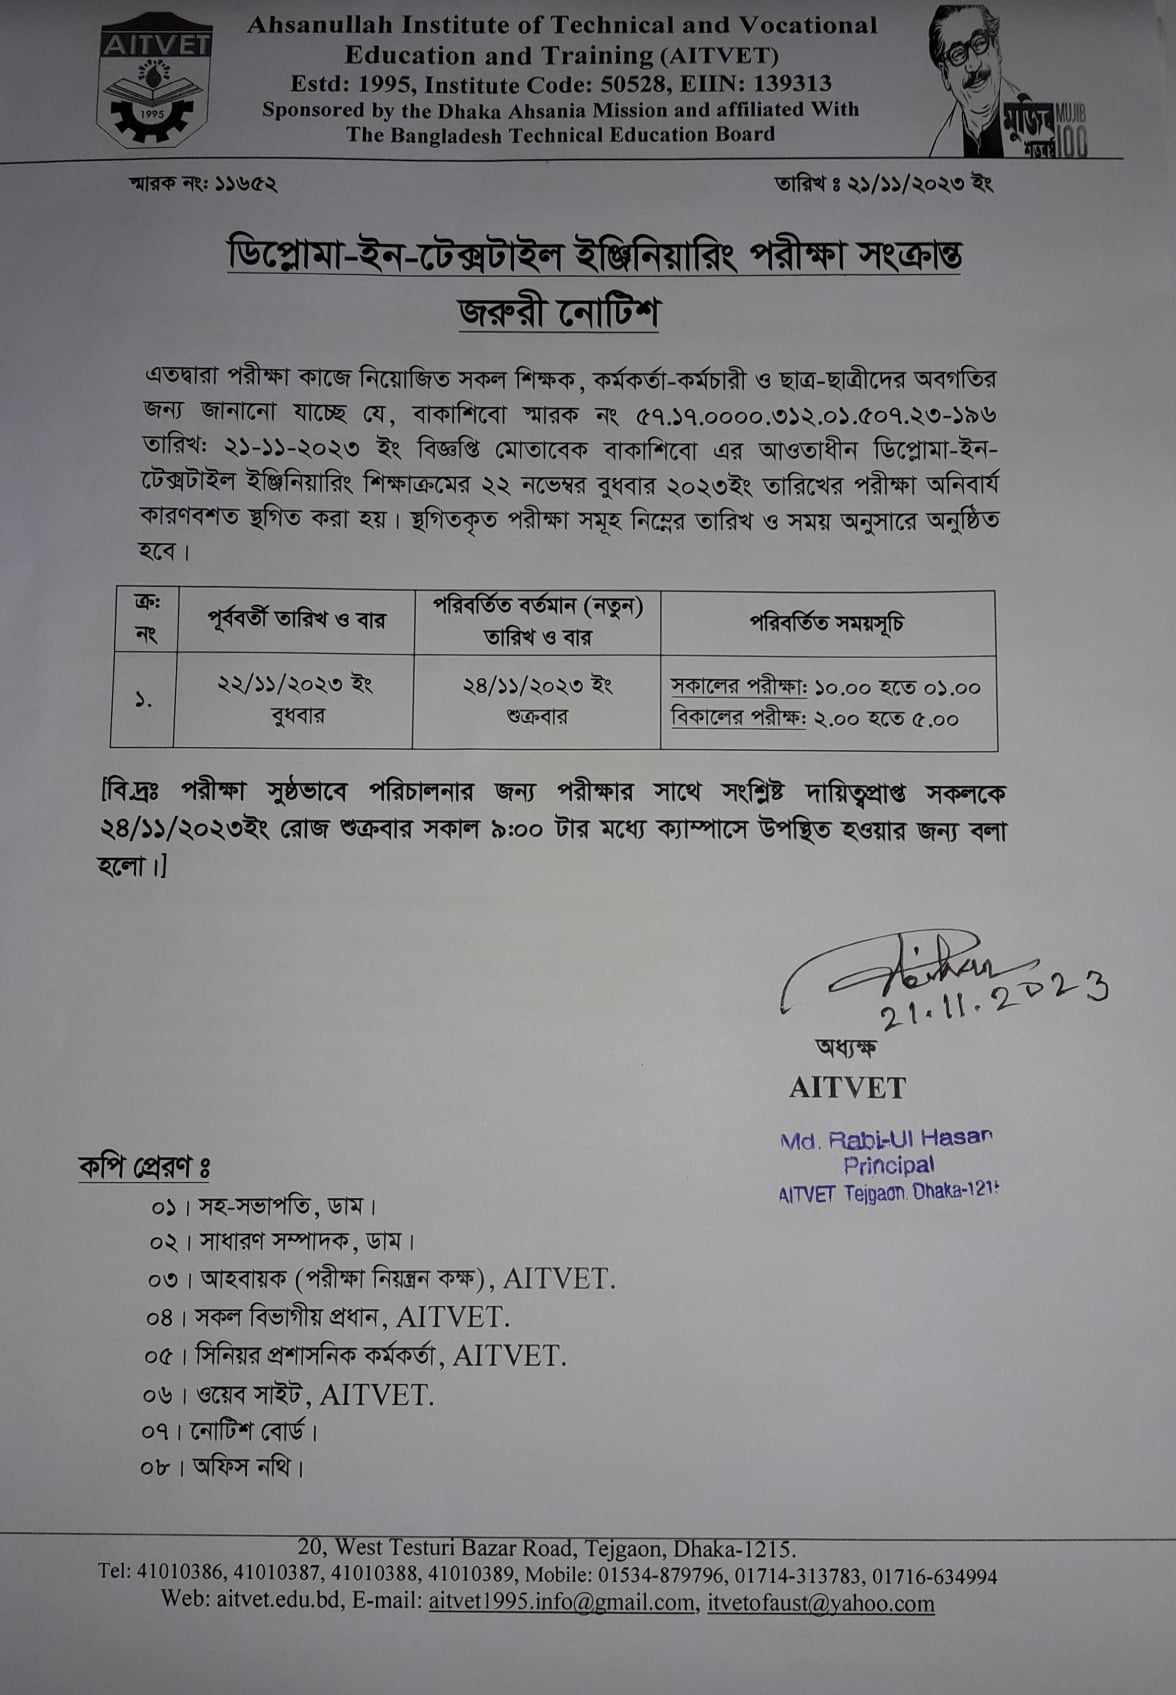 AITVET
1995
Ahsanullah Institute of Technical and Vocational
Education and Training (AITVET)
Estd: 1995, Institute Code: 50528, EIIN: 139313
Sponsored by the Dhaka Ahsania Mission and affiliated With
The Bangladesh Technical Education Board
মুজিব MUJIB
শতবর্ষ 100
স্মারক নং: ১১৬৫২
তারিখ ঃ ২১/১১/২০২৩ ইং
ডিপ্লোমা-ইন-টেক্সটাইল ইঞ্জিনিয়ারিং পরীক্ষা সংক্রান্ত
জরুরী নোটিশ
এতদ্বারা পরীক্ষা কাজে নিয়োজিত সকল শিক্ষক, কর্মকর্তা-কর্মচারী ও ছাত্র-ছাত্রীদের অবগতির
জন্য জানানো যাচ্ছে যে, বাকাশিবো স্মারক নং ৫৭.১৭.০০০০.৩১২.০১.৫০৭.২৩-১৯৬
তারিখ: ২১-১১-২০২৩ ইং বিজ্ঞপ্তি মোতাবেক বাকাশিবো এর আওতাধীন ডিপ্লোমা-ইন-
টেক্সটাইল ইঞ্জিনিয়ারিং শিক্ষাক্রমের ২২ নভেম্বর বুধবার ২০২৩ইং তারিখের পরীক্ষা অনিবার্য
কারণবশত স্থগিত করা হয়। স্থগিতকৃত পরীক্ষা সমূহ নিম্নের তারিখ ও সময় অনুসারে অনুষ্ঠিত
হবে।
ক্র: নং
পূর্ববর্তী তারিখ ও বার
পরিবর্তিত বর্তমান (নতুন)
তারিখ ও বার
পরিবর্তিত সময়সূচি
১.
২২/১১/২০২৩ ইং
বুধবার
২৪/১১/২০২৩ ইং
শুক্রবার
সকালের পরীক্ষা: ১০.০০ হতে ০১.০০
বিকালের পরীক্ষ: ২.০০ হতে ৫.০০
[বি.দ্রঃ পরীক্ষা সুষ্ঠভাবে পরিচালনার জন্য পরীক্ষার সাথে সংশ্লিষ্ট দায়িত্বপ্রাপ্ত সকলকে
২৪/১১/২০২৩ইং রোজ শুক্রবার সকাল ৯:০০ টার মধ্যে ক্যাম্পাসে উপস্থিত হওয়ার জন্য বলা
হলো।]
21.11.2023
অধ্যক্ষ
AITVET
Md. Rabi-Ul Hasan
Principal
AITVET Tejgaon, Dhaka-121
কপি প্রেরণ ঃ
০১। সহ-সভাপতি, ডাম।
০২। সাধারণ সম্পাদক, ডাম।
০৩। আহবায়ক (পরীক্ষা নিয়ন্ত্রন কক্ষ), AITVET.
০৪। সকল বিভাগীয় প্রধান, AITVET.
০৫। সিনিয়র প্রশাসনিক কর্মকর্তা, AITVET.
০৬। ওয়েব সাইট, AITVET.
০৭। নোটিশ বোর্ড।
০৮। অফিস নথি।
20, West Testuri Bazar Road, Tejgaon, Dhaka-1215.
Tel: 41010386, 41010387, 41010388, 41010389, Mobile: 01534-879796, 01714-313783, 01716-634994
Web: aitvet.edu.bd, E-mail: aitvet1995.info@gmail.com, itvetofaust@yahoo.com